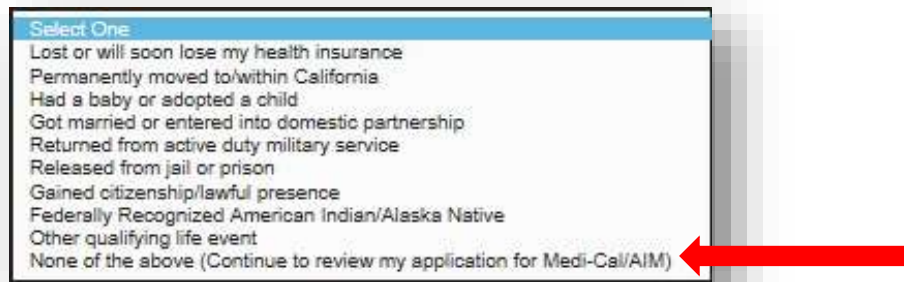 Select One
Lost or will soon lose my health insurance
Permanently moved to/within California
Had a baby or adopted a child
Got married or entered into domestic partnership
Returned from active duty military service
Released from jail or prison
Gained citizenship/lawful presence
Federally Recognized American Indian/Alaska Native
Other qualifying life event
None of the above (Continue to review my application for Medi-Cal/AIM)